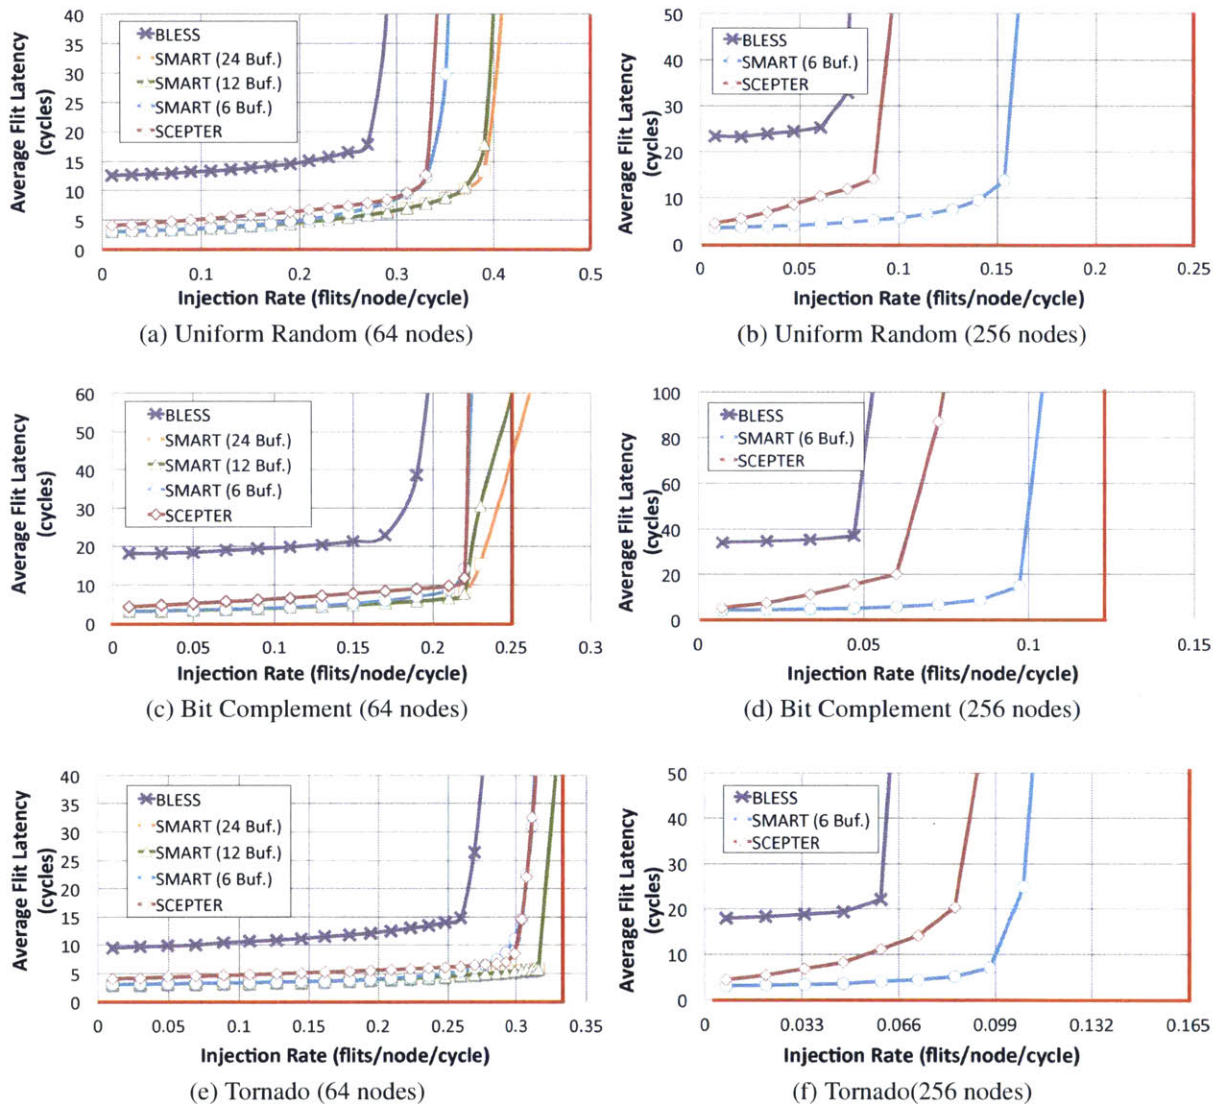 Average Flit Latency
(cycles)
40
35
30
25
20
15
10
5
0
BLESS
SMART (24 Buf.)
SMART (12 Buf.)
SMART (6 Buf.)
SCEPTER
0
0.1
0.2
0.3
0.4
0.5
Injection Rate (flits/node/cycle)
(a) Uniform Random (64 nodes)
Average Flit Latency
(cycles)
50
40
30
20
10
0
BLESS
SMART (6 Buf.)
SCEPTER
0
0.05
0.1
0.15
0.2
0.25
Injection Rate (flits/node/cycle)
(b) Uniform Random (256 nodes)
Average Flit Latency
(cycles)
60
50
40
30
20
10
0
BLESS
SMART (24 Buf.)
SMART (12 Buf.)
SMART (6 Buf.)
SCEPTER
0
0.05
0.1
0.15
0.2
0.25
0.3
Injection Rate (flits/node/cycle)
(c) Bit Complement (64 nodes)
Average Flit Latency
(cycles)
100
80
60
40
20
0
BLESS
SMART (6 Buf.)
SCEPTER
0
0.05
0.1
0.15
Injection Rate (flits/node/cycle)
(d) Bit Complement (256 nodes)
Average Flit Latency
(cycles)
40
35
30
25
20
15
10
5
0
BLESS
SMART (24 Buf.)
SMART (12 Buf.)
SMART (6 Buf.)
SCEPTER
0
0.05
0.1
0.15
0.2
0.25
0.3
0.35
Injection Rate (flits/node/cycle)
(e) Tornado (64 nodes)
Average Flit Latency
(cycles)
50
40
30
20
10
0
BLESS
SMART (6 Buf.)
SCEPTER
0
0.033
0.066
0.099
0.132
0.165
Injection Rate (flits/node/cycle)
(f) Tornado(256 nodes)